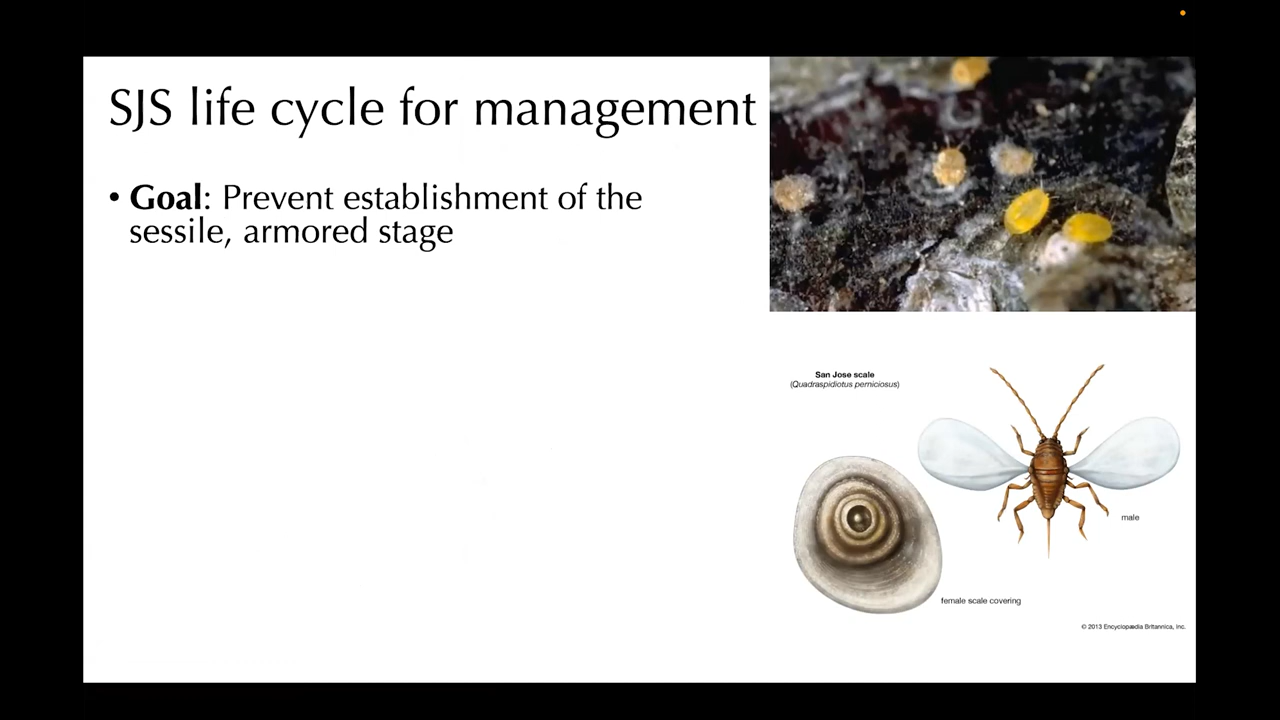 SJS life cycle for management
• Goal: Prevent establishment of the
sessile, armored stage
San Jose scale
(Quadraspidiotus perniciosus)
male
female scale covering
© 2013 Encyclopædia Britannica, Inc.